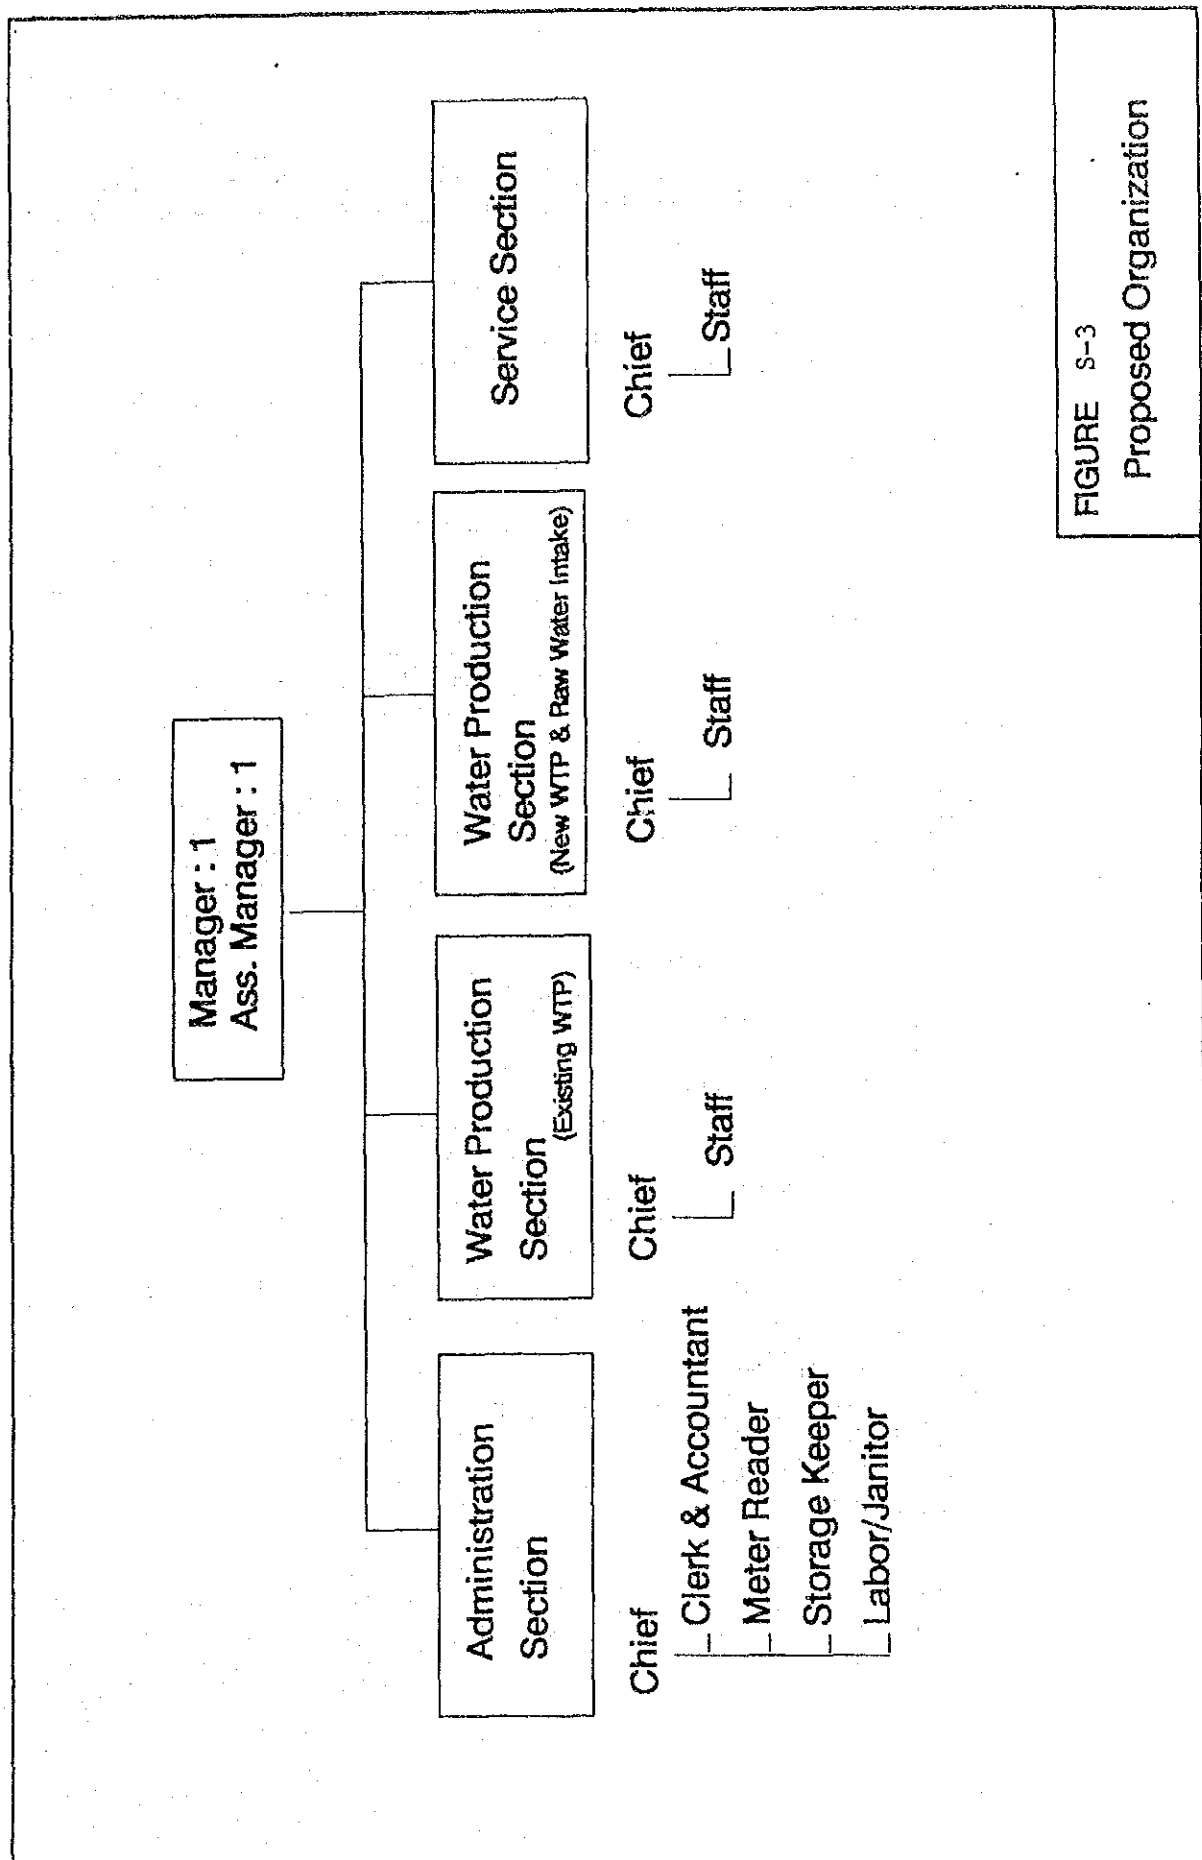 Manager : 1
Ass. Manager : 1
Administration
Section
Water Production
Section
(Existing WTP)
Water Production
Section
(New WTP & Raw Water Intake)
Service Section
Chief
Clerk & Accountant
Meter Reader
Storage Keeper
Labor/Janitor
Chief
Staff
Chief
Staff
Chief
Staff
FIGURE S-3
Proposed Organization